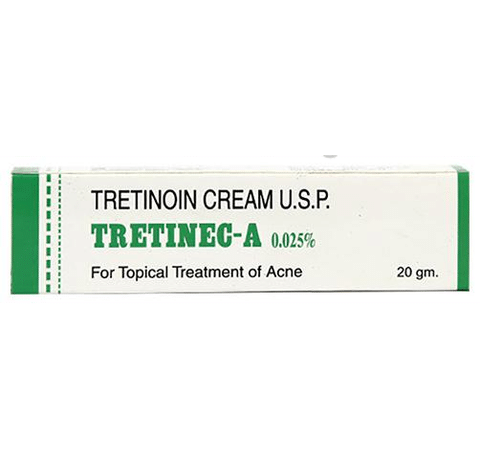 TRETINOIN CREAM U.S.P.
TRETINEC-A 0.025%
For Topical Treatment of Acne 20 gm.